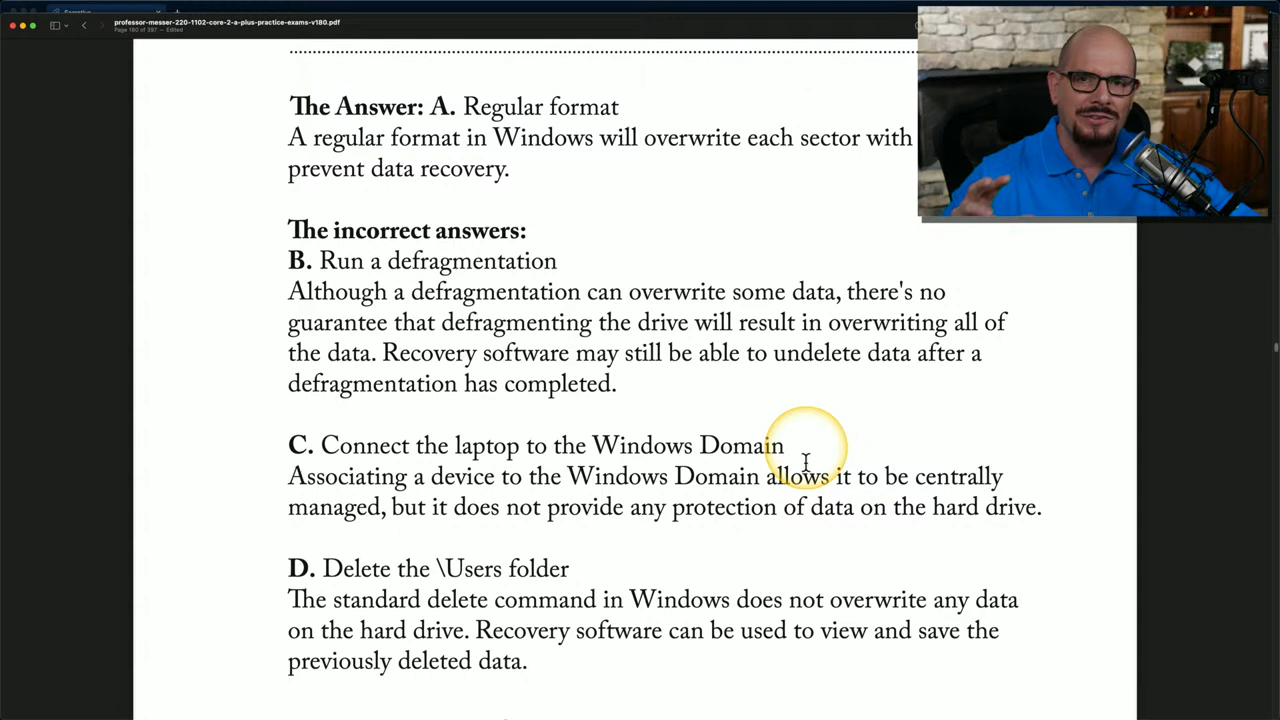 professor-messer-220-1102-core-2-a-plus-practice-exams-v180.pdf
Page 180 of 397 — Edited
The Answer: A. Regular format
A regular format in Windows will overwrite each sector with
prevent data recovery.
The incorrect answers:
B. Run a defragmentation
Although a defragmentation can overwrite some data, there's no
guarantee that defragmenting the drive will result in overwriting all of
the data. Recovery software may still be able to undelete data after a
defragmentation has completed.
C. Connect the laptop to the Windows Domain
Associating a device to the Windows Domain allows it to be centrally
managed, but it does not provide any protection of data on the hard drive.
D. Delete the \Users folder
The standard delete command in Windows does not overwrite any data
on the hard drive. Recovery software can be used to view and save the
previously deleted data.